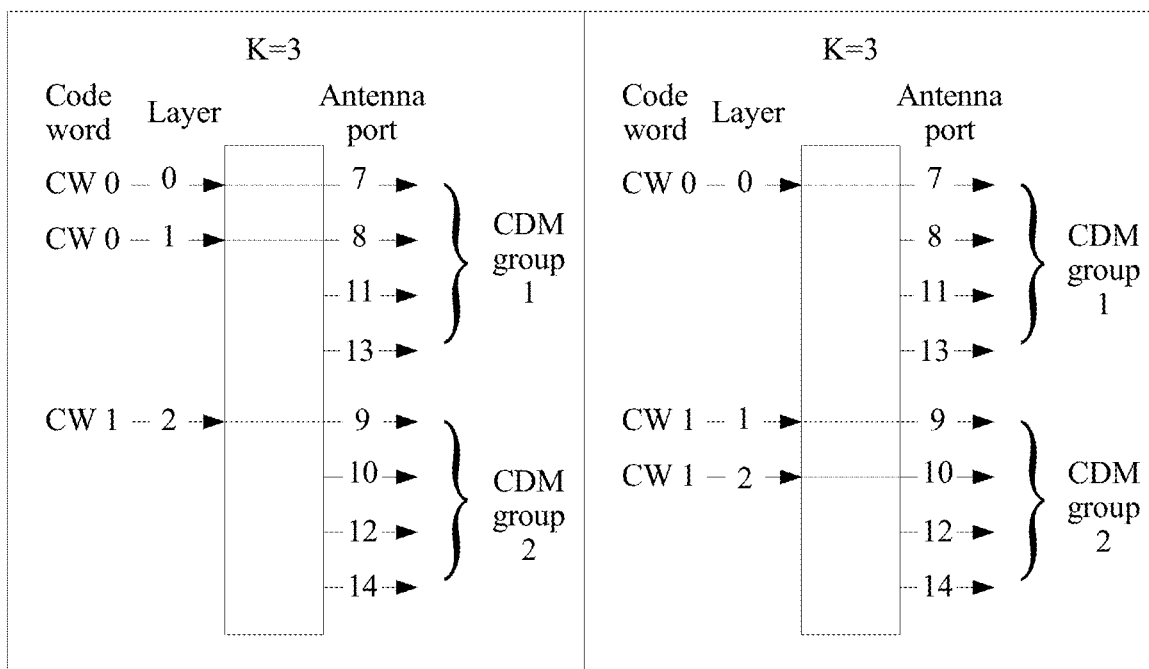 K=3
Code word
Layer
Antenna port
CW 0 0 7
CW 0 1 8
11
13
CDM group 1
CW 1 2 9
10
12
14
CDM group 2
K=3
Code word
Layer
Antenna port
CW 0 0 7
8
11
13
CDM group 1
CW 1 1 9
CW 1 2 10
12
14
CDM group 2